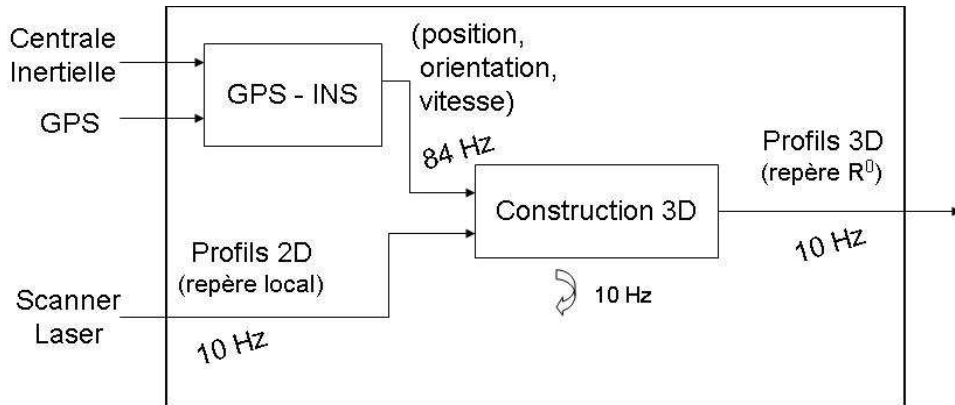 Centrale
Inertielle
GPS
GPS - INS
(position,
orientation,
vitesse)
84 Hz
Profils 2D
(repère local)
10 Hz
Scanner
Laser
Construction 3D
10 Hz
Profils 3D
(repère R⁰)
10 Hz